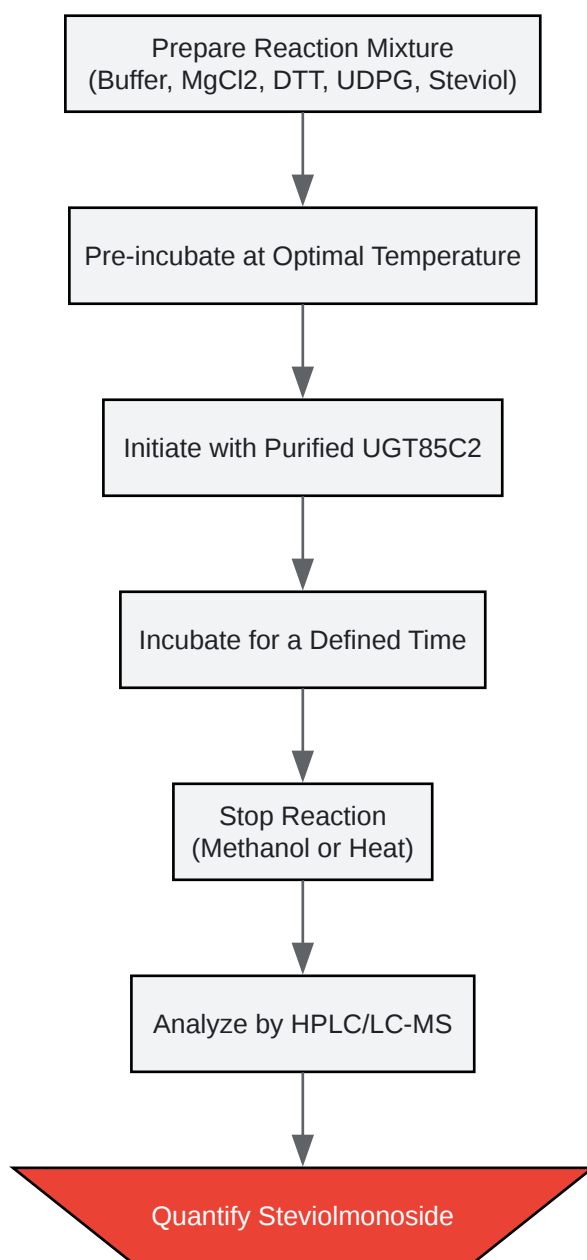 Prepare Reaction Mixture
(Buffer, MgCl2, DTT, UDPG, Steviol)
Pre-incubate at Optimal Temperature
Initiate with Purified UGT85C2
Incubate for a Defined Time
Stop Reaction
(Methanol or Heat)
Analyze by HPLC/LC-MS
Quantify Steviolmonoside